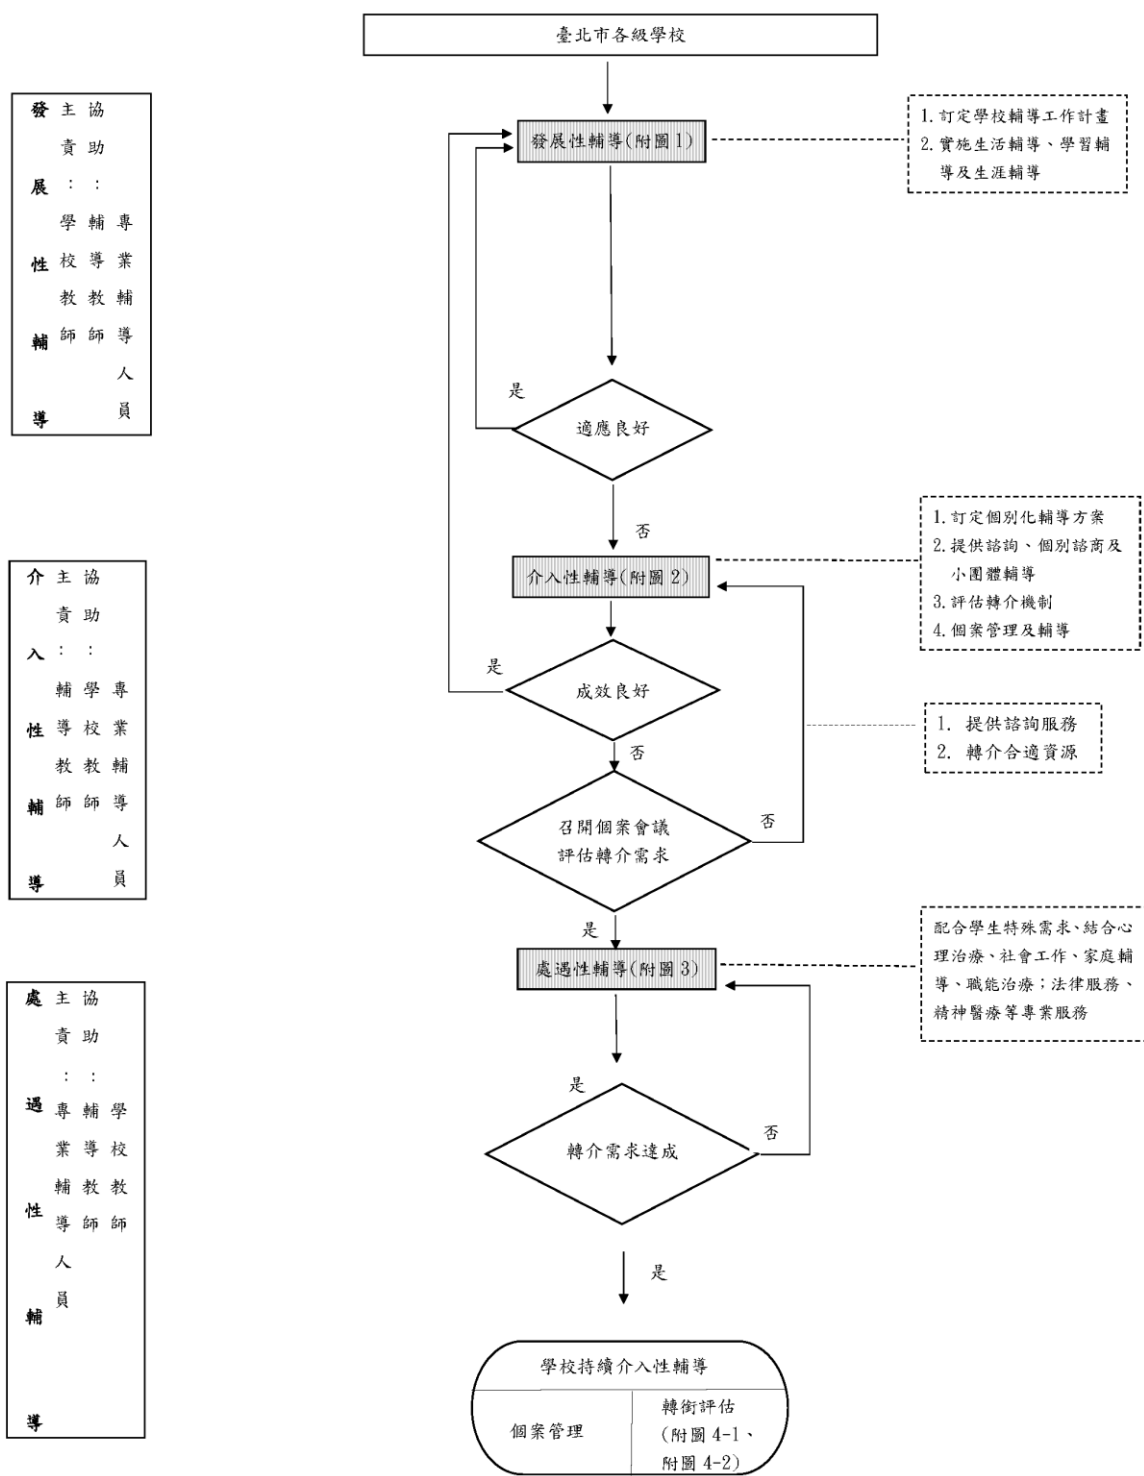 臺北市各級學校
發展性輔導
主責：學校教師
協助：輔導教師
專業輔導人員
發展性輔導(附圖 1)
1. 訂定學校輔導工作計畫
2. 實施生活輔導、學習輔
導及生涯輔導
是
適應良好
否
介入性輔導
主責：輔導教師
協助：學校教師
專業輔導人員
介入性輔導(附圖 2)
1. 訂定個別化輔導方案
2. 提供諮詢、個別諮商及
小團體輔導
3. 評估轉介機制
4. 個案管理及輔導
是
成效良好
否
1. 提供諮詢服務
2. 轉介合適資源
召開個案會議
評估轉介需求
否
是
處遇性輔導
主責：專業輔導人員
協助：輔導教師
學校教師
處遇性輔導(附圖 3)
配合學生特殊需求、結合心
理治療、社會工作、家庭輔
導、職能治療；法律服務、
精神醫療等專業服務
是
轉介需求達成
否
是
學校持續介入性輔導
個案管理
轉銜評估
(附圖 4-1、
附圖 4-2)